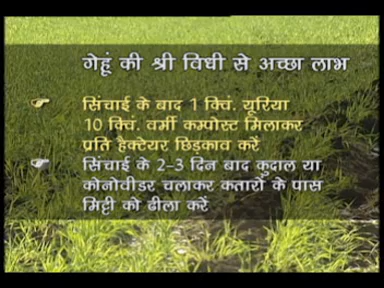 गेहूं की श्री विधी से अच्छा लाभ
सिंचाई के बाद 1 क्विं. यूरिया
10 क्विं. वर्मी कम्पोस्ट मिलाकर
प्रति हैक्टेयर छिड़काव करें
सिंचाई के 2-3 दिन बाद कुदाल या
कोनोवीडर चलाकर कतारों के पास
मिट्टी को ढीला करें